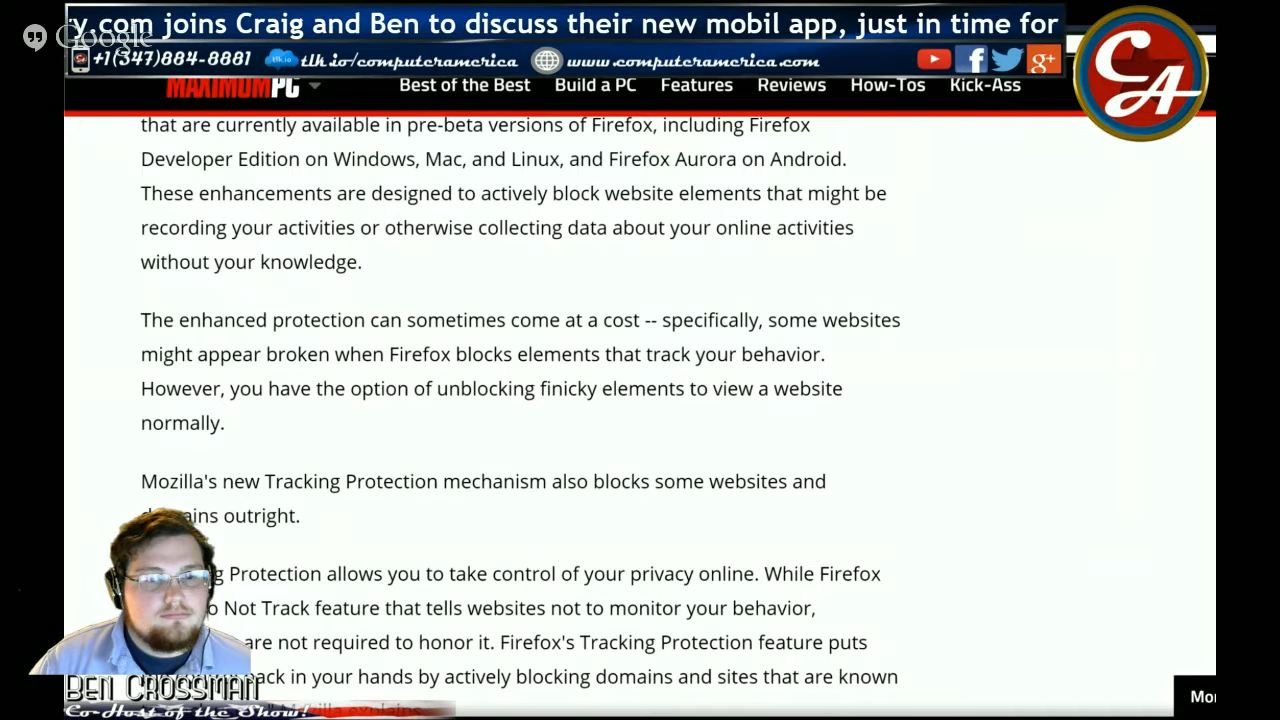 y.com joins Craig and Ben to discuss their new mobil app, just in time for
Google
+1(347)884-8881 tlk.io/computeramerica www.computeramerica.com
CA
MAXIMUMPC Best of the Best Build a PC Features Reviews How-Tos Kick-Ass
that are currently available in pre-beta versions of Firefox, including Firefox
Developer Edition on Windows, Mac, and Linux, and Firefox Aurora on Android.
These enhancements are designed to actively block website elements that might be
recording your activities or otherwise collecting data about your online activities
without your knowledge.
The enhanced protection can sometimes come at a cost -- specifically, some websites
might appear broken when Firefox blocks elements that track your behavior.
However, you have the option of unblocking finicky elements to view a website
normally.
Mozilla's new Tracking Protection mechanism also blocks some websites and
outright.
Protection allows you to take control of your privacy online. While Firefox
Not Track feature that tells websites not to monitor your behavior,
are not required to honor it. Firefox's Tracking Protection feature puts
in your hands by actively blocking domains and sites that are known
BEN CROSSMAN
Co-Host of the Show!